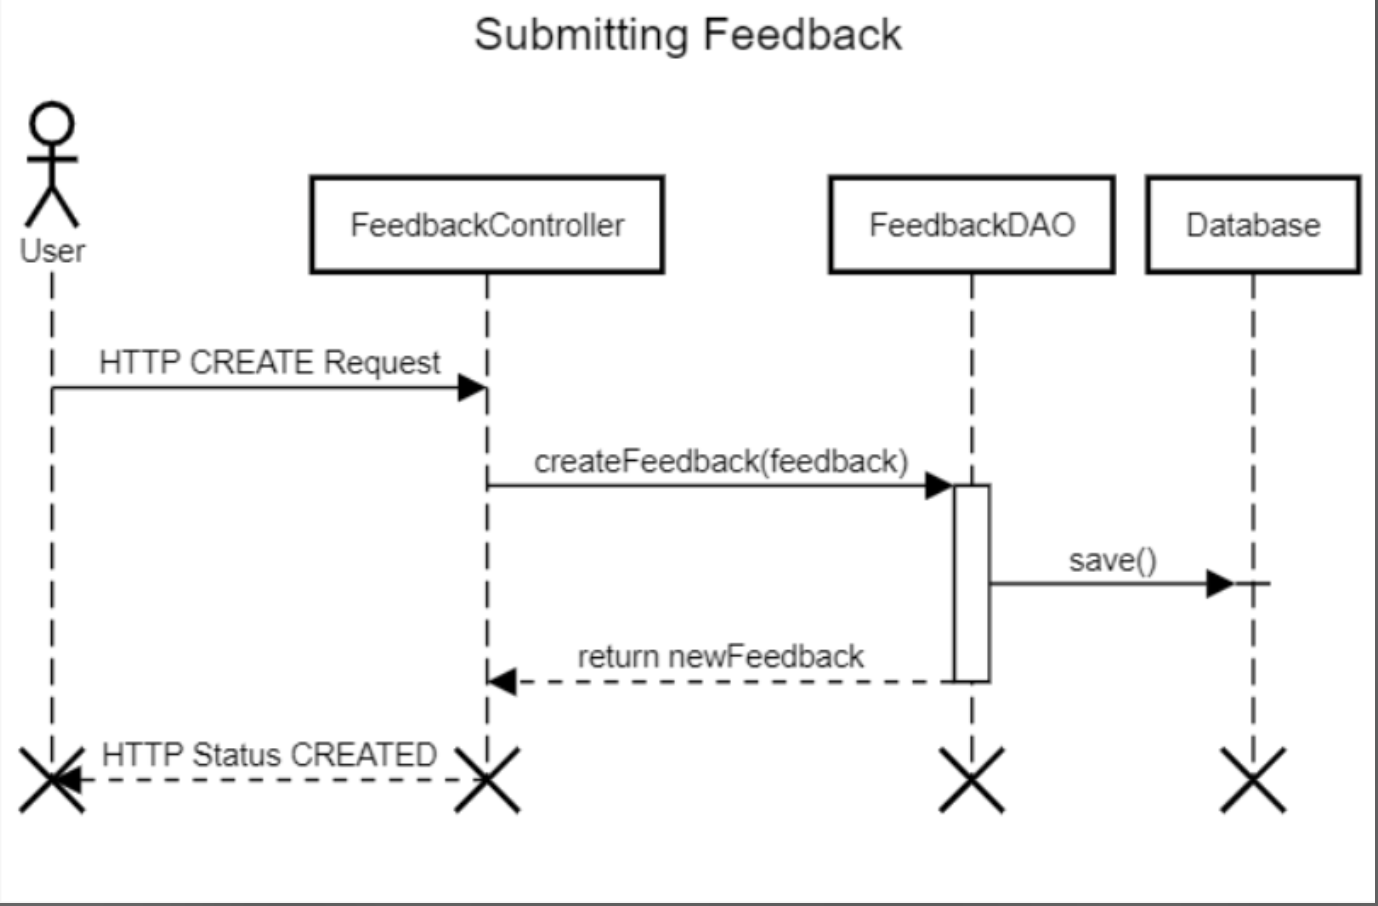 Submitting Feedback
User
FeedbackController
FeedbackDAO
Database
HTTP CREATE Request
createFeedback(feedback)
save()
return newFeedback
HTTP Status CREATED